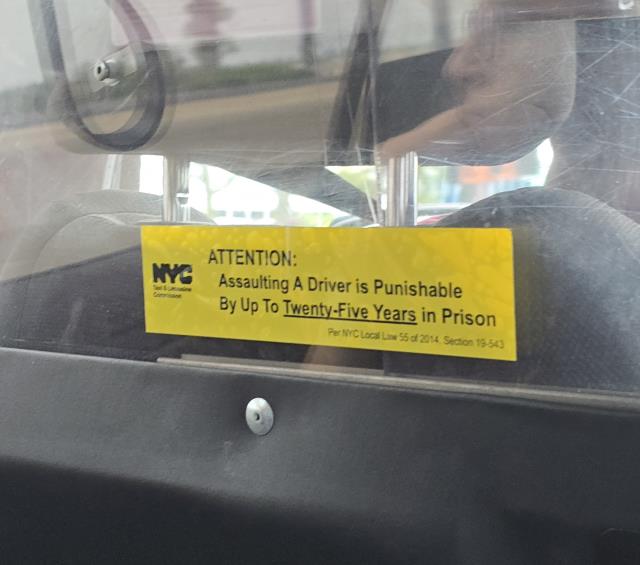 ATTENTION:
Assaulting A Driver is Punishable
By Up To Twenty-Five Years in Prison
NYC
Taxi & Limousine
Commission
Per NYC Local Law 55 of 2014, Section 19-543